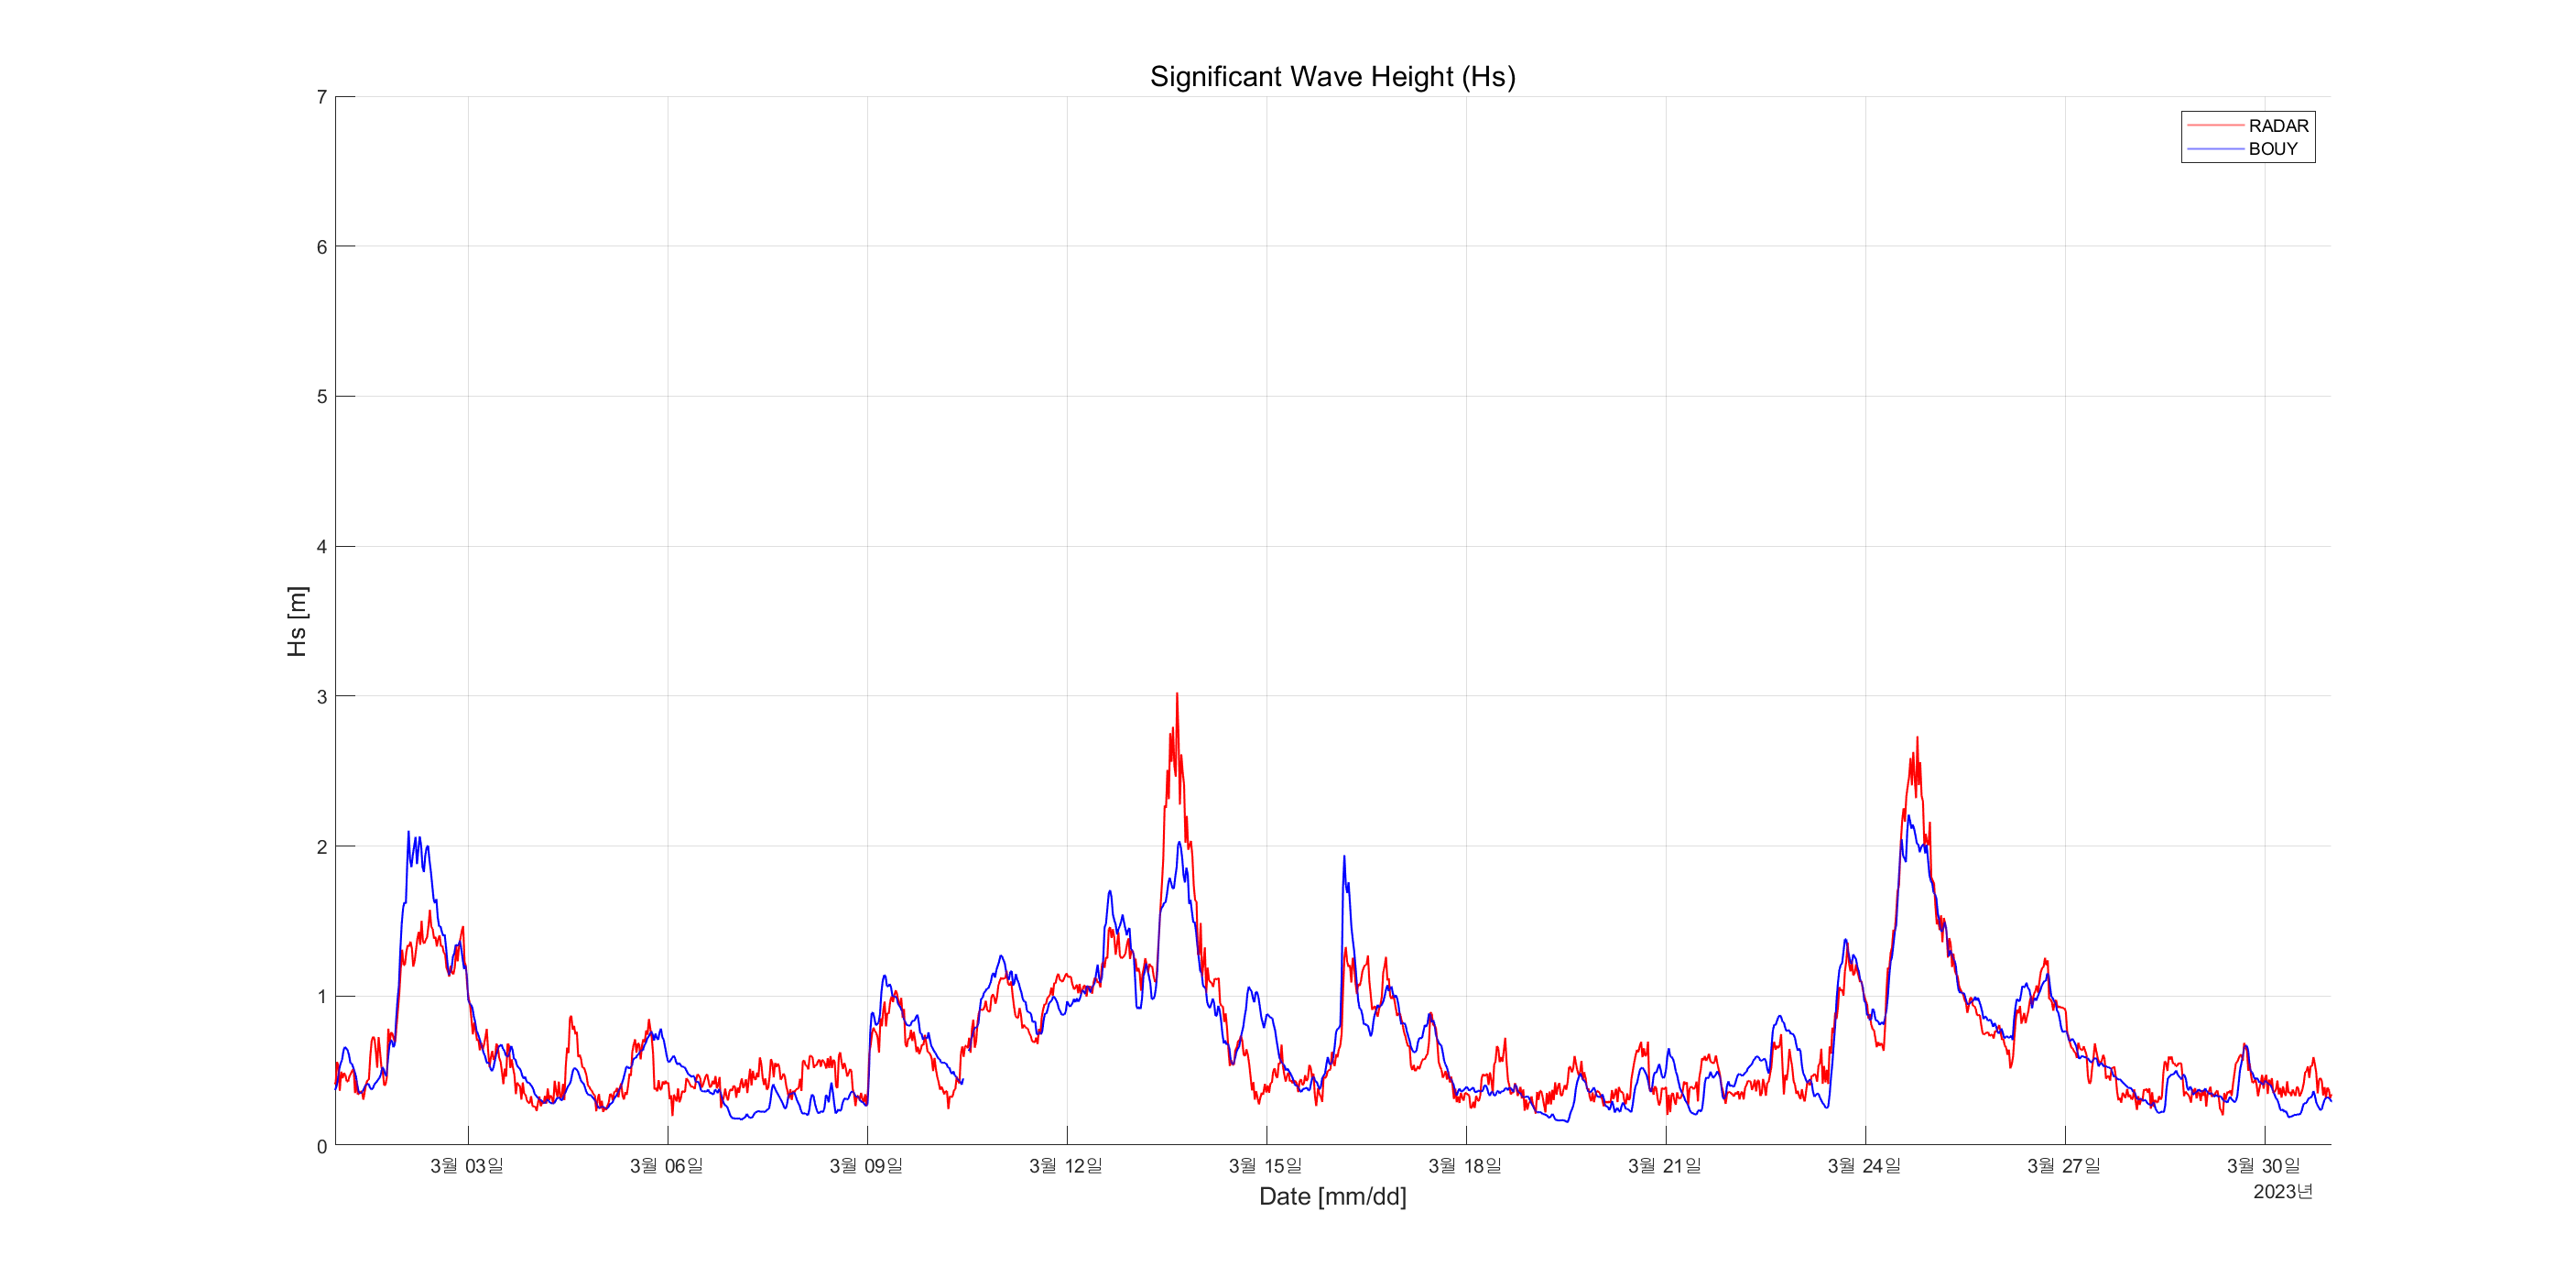 Significant Wave Height (Hs)
RADAR
BOUY
7
6
5
4
3
2
1
0
Hs [m]
3월 03일
3월 06일
3월 09일
3월 12일
3월 15일
3월 18일
3월 21일
3월 24일
3월 27일
3월 30일
2023년
Date [mm/dd]